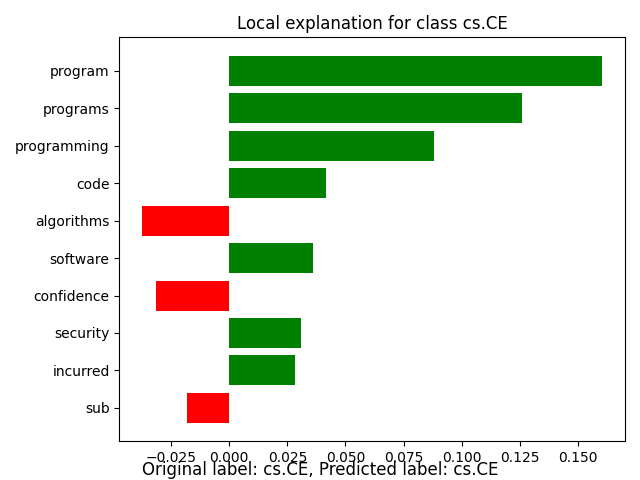 Local explanation for class cs.CE
program
programs
programming
code
algorithms
software
confidence
security
incurred
sub
−0.025 0.000 0.025 0.050 0.075 0.100 0.125 0.150
Original label: cs.CE, Predicted label: cs.CE